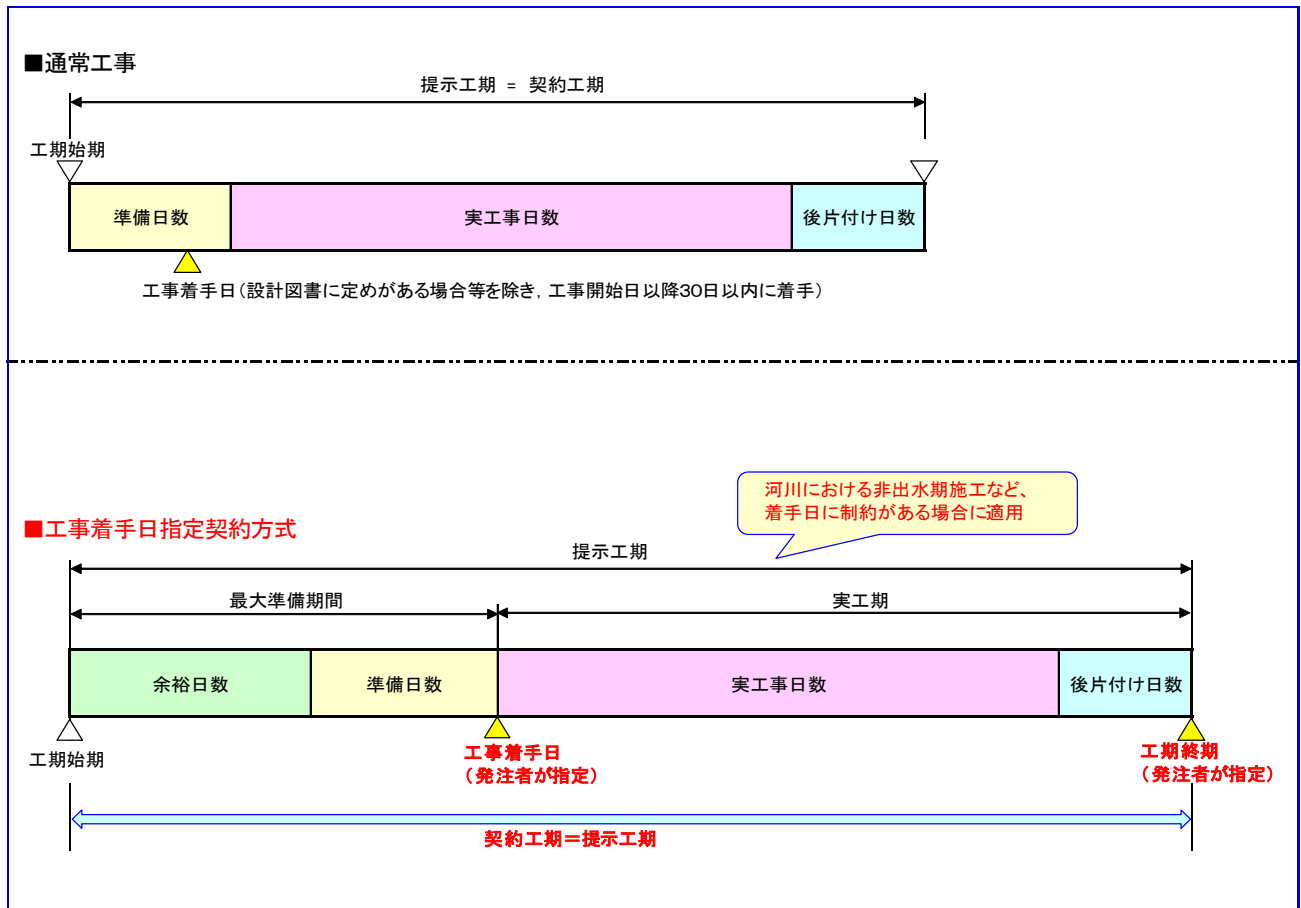 ■通常工事
提示工期 = 契約工期
工期始期
準備日数
実工事日数
後片付け日数
工事着手日(設計図書に定めがある場合等を除き，工事開始日以降30日以内に着手)
河川における非出水期施工など、
着手日に制約がある場合に適用
■工事着手日指定契約方式
提示工期
最大準備期間
実工期
余裕日数
準備日数
実工事日数
後片付け日数
工期始期
工事着手日
(発注者が指定)
工期終期
(発注者が指定)
契約工期＝提示工期